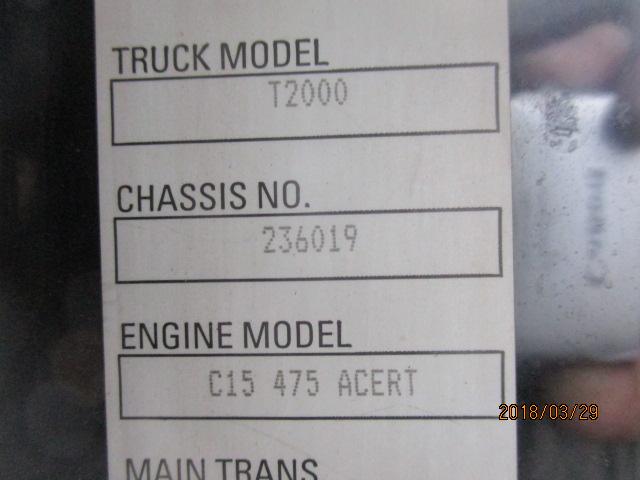 TRUCK MODEL
T2000
CHASSIS NO.
236019
ENGINE MODEL
C15 475 ACERT
2018/03/29
MAIN TRANS